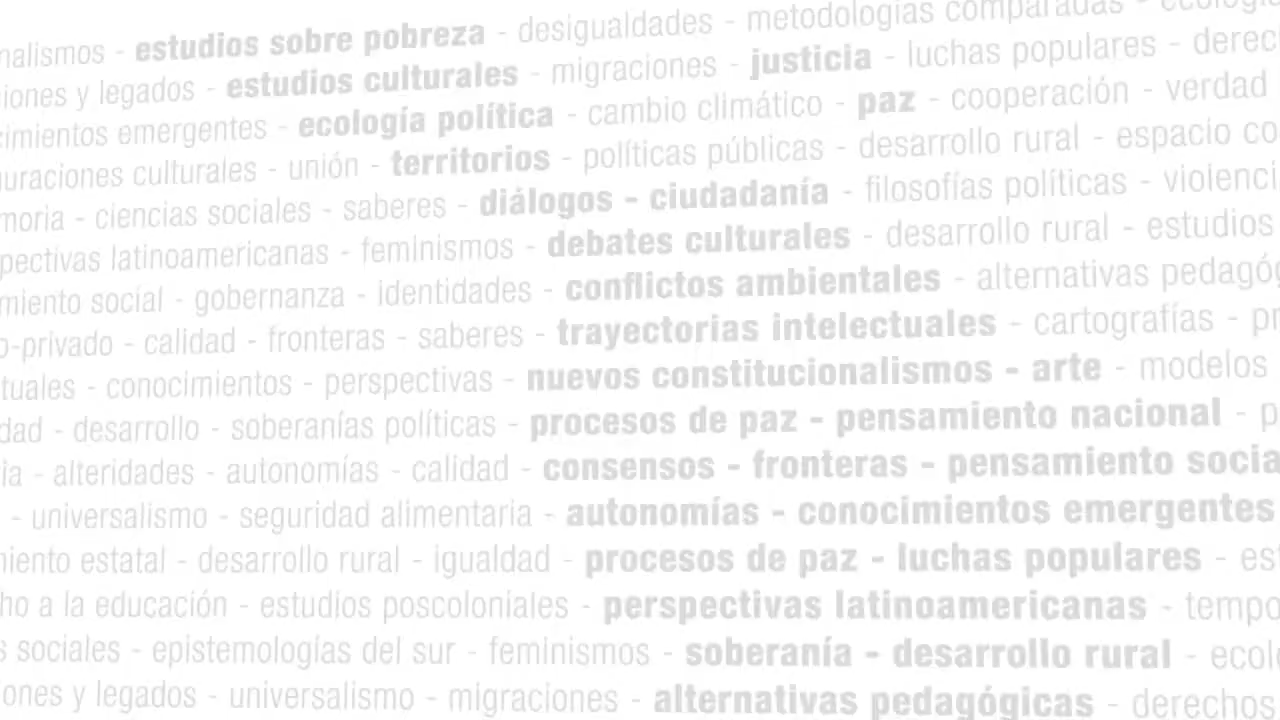 nalismos - estudios sobre pobreza - desigualdades - metodologías comparadas - ecología
iones y legados - estudios culturales - migraciones - justicia - luchas populares - derec
cimientos emergentes - ecología política - cambio climático - paz - cooperación - verdad
uraciones culturales - unión - territorios - políticas públicas - desarrollo rural - espacio co
moria - ciencias sociales - saberes - diálogos - ciudadanía - filosofías políticas - violenci
pectivas latinoamericanas - feminismos - debates culturales - desarrollo rural - estudios
miento social - gobernanza - identidades - conflictos ambientales - alternativas pedagóg
o-privado - calidad - fronteras - saberes - trayectorias intelectuales - cartografías - pr
tuales - conocimientos - perspectivas - nuevos constitucionalismos - arte - modelos
dad - desarrollo - soberanías políticas - procesos de paz - pensamiento nacional - p
ia - alteridades - autonomías - calidad - consensos - fronteras - pensamiento socia
- universalismo - seguridad alimentaria - autonomías - conocimientos emergentes
niento estatal - desarrollo rural - igualdad - procesos de paz - luchas populares - est
ho a la educación - estudios poscoloniales - perspectivas latinoamericanas - tempo
s sociales - epistemologías del sur - feminismos - soberanía - desarrollo rural - ecol
ones y legados - universalismo - migraciones - alternativas pedagógicas - derechos